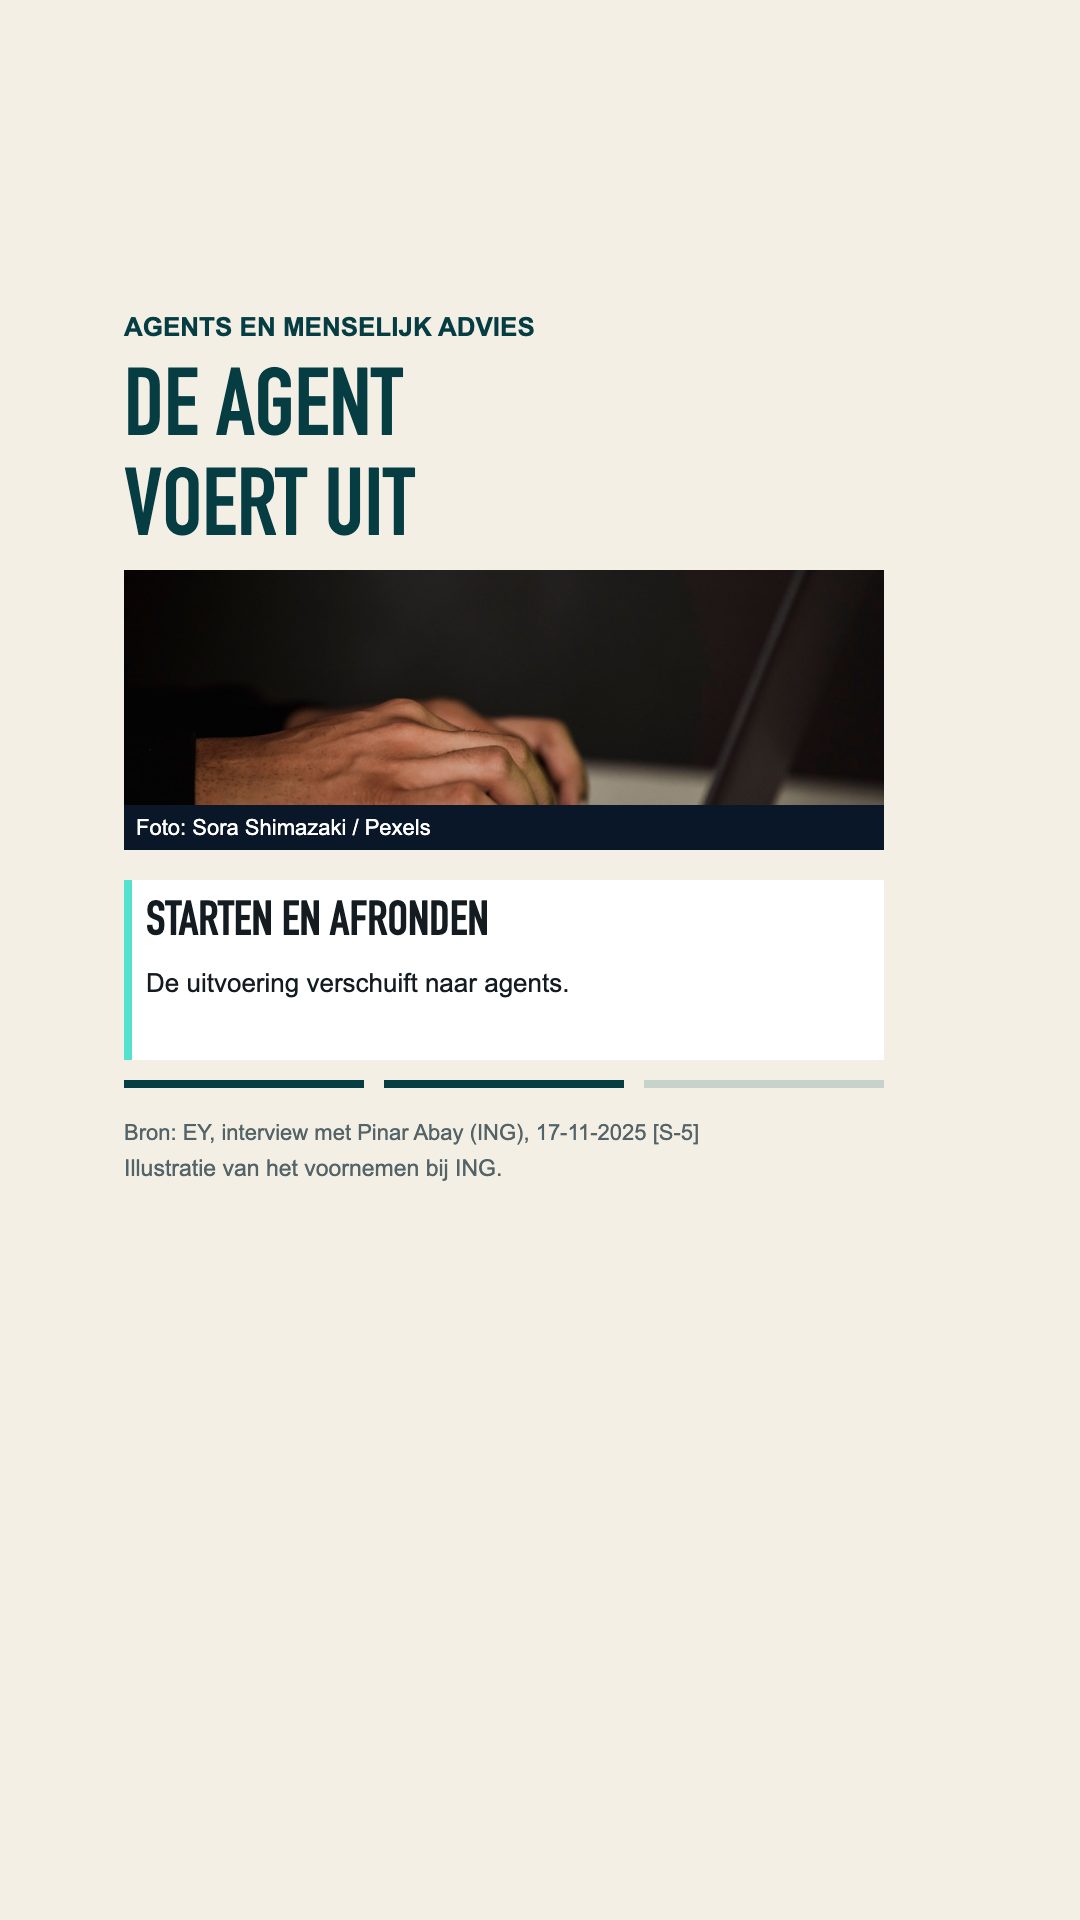 AGENTS EN MENSELIJK ADVIES
DE AGENT
VOERT UIT
Foto: Sora Shimazaki / Pexels
STARTEN EN AFRONDEN
De uitvoering verschuift naar agents.
Bron: EY, interview met Pinar Abay (ING), 17-11-2025 [S-5]
Illustratie van het voornemen bij ING.